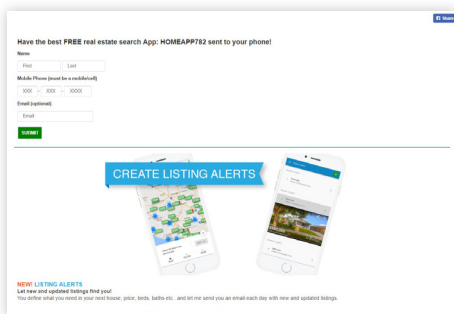 Share
Have the best FREE real estate search App: HOMEAPP782 sent to your phone!
Name
First Last
Mobile Phone (must be a mobile/cell)
XXX - XXX - XXXX
Email (optional)
Email
SUBMIT
CREATE LISTING ALERTS
NEW! LISTING ALERTS
Let new and updated listings find you!
You define what you need in your next house, price, beds, baths etc.. and let me send you an email each day with new and updated listings.